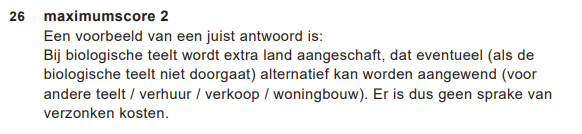 26 maximumscore 2
Een voorbeeld van een juist antwoord is:
Bij biologische teelt wordt extra land aangeschaft, dat eventueel (als de
biologische teelt niet doorgaat) alternatief kan worden aangewend (voor
andere teelt / verhuur / verkoop / woningbouw). Er is dus geen sprake van
verzonken kosten.